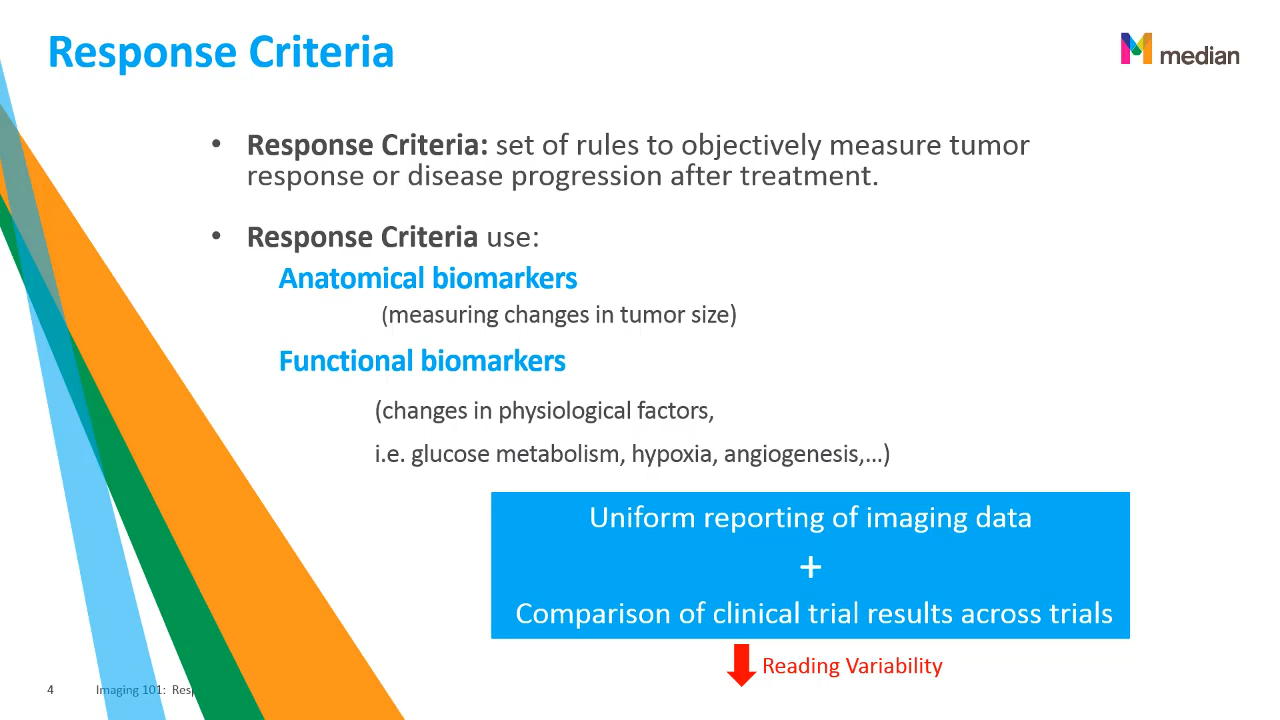 Response Criteria
median
• Response Criteria: set of rules to objectively measure tumor
response or disease progression after treatment.
• Response Criteria use:
Anatomical biomarkers
(measuring changes in tumor size)
Functional biomarkers
(changes in physiological factors,
i.e. glucose metabolism, hypoxia, angiogenesis,...)
Uniform reporting of imaging data
+
Comparison of clinical trial results across trials
Reading Variability
4 Imaging 101: